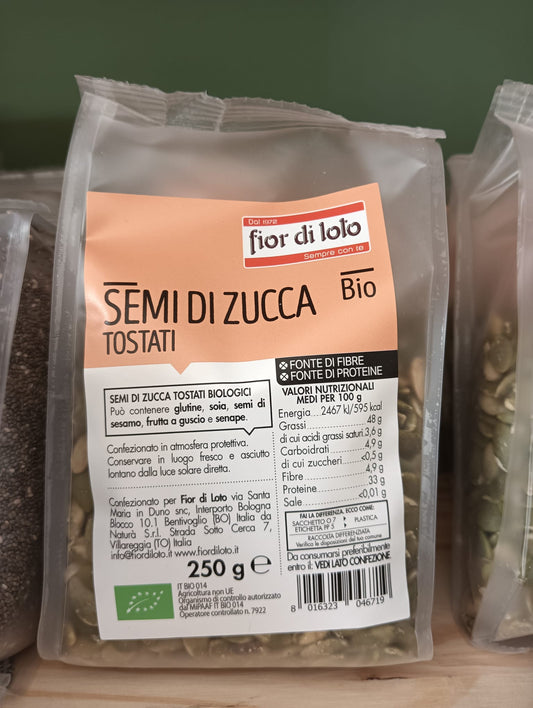 Dal 1972
fior di loto
Sempre con te
SEMI DI ZUCCA
TOSTATI
Bio
FONTE DI FIBRE
FONTE DI PROTEINE
SEMI DI ZUCCA TOSTATI BIOLOGICI
Può contenere glutine, soia, semi di
sesamo, frutta a guscio e senape.
Confezionato in atmosfera protettiva.
Conservare in luogo fresco e asciutto
lontano dalla luce solare diretta.
Confezionato per Fior di Loto via Santa
Maria in Duno snc, Interporto Bologna
Blocco 10.1 Bentivoglio (BO) Italia da
Naturà S.r.l. Strada Sotto Cerca 7,
Villareggia (TO) Italia
info@fiordiloto.it www.fiordiloto.it
250 g e
IT BIO 014
Agricoltura non UE
Organismo di controllo autorizzato
dal MiPAAF IT BIO 014
Operatore controllato n. 7922
VALORI NUTRIZIONALI
MEDI PER 100 g
Energia....2467 kJ/595 kcal
Grassi 48 g
di cui acidi grassi saturi.3,6 g
Carboidrati 4,9 g
di cui zuccheri <0,5 g
Fibre 4,9 g
Proteine 33 g
Sale <0,01 g
FAI LA DIFFERENZA. ECCO COME:
SACCHETTO O 7 PLASTICA
ETICHETTA PP 5
RACCOLTA DIFFERENZIATA
Verifica le disposizioni del tuo comune
Da consumarsi preferibilmente
entro il: VEDI LATO CONFEZIONE
8 016323 046719